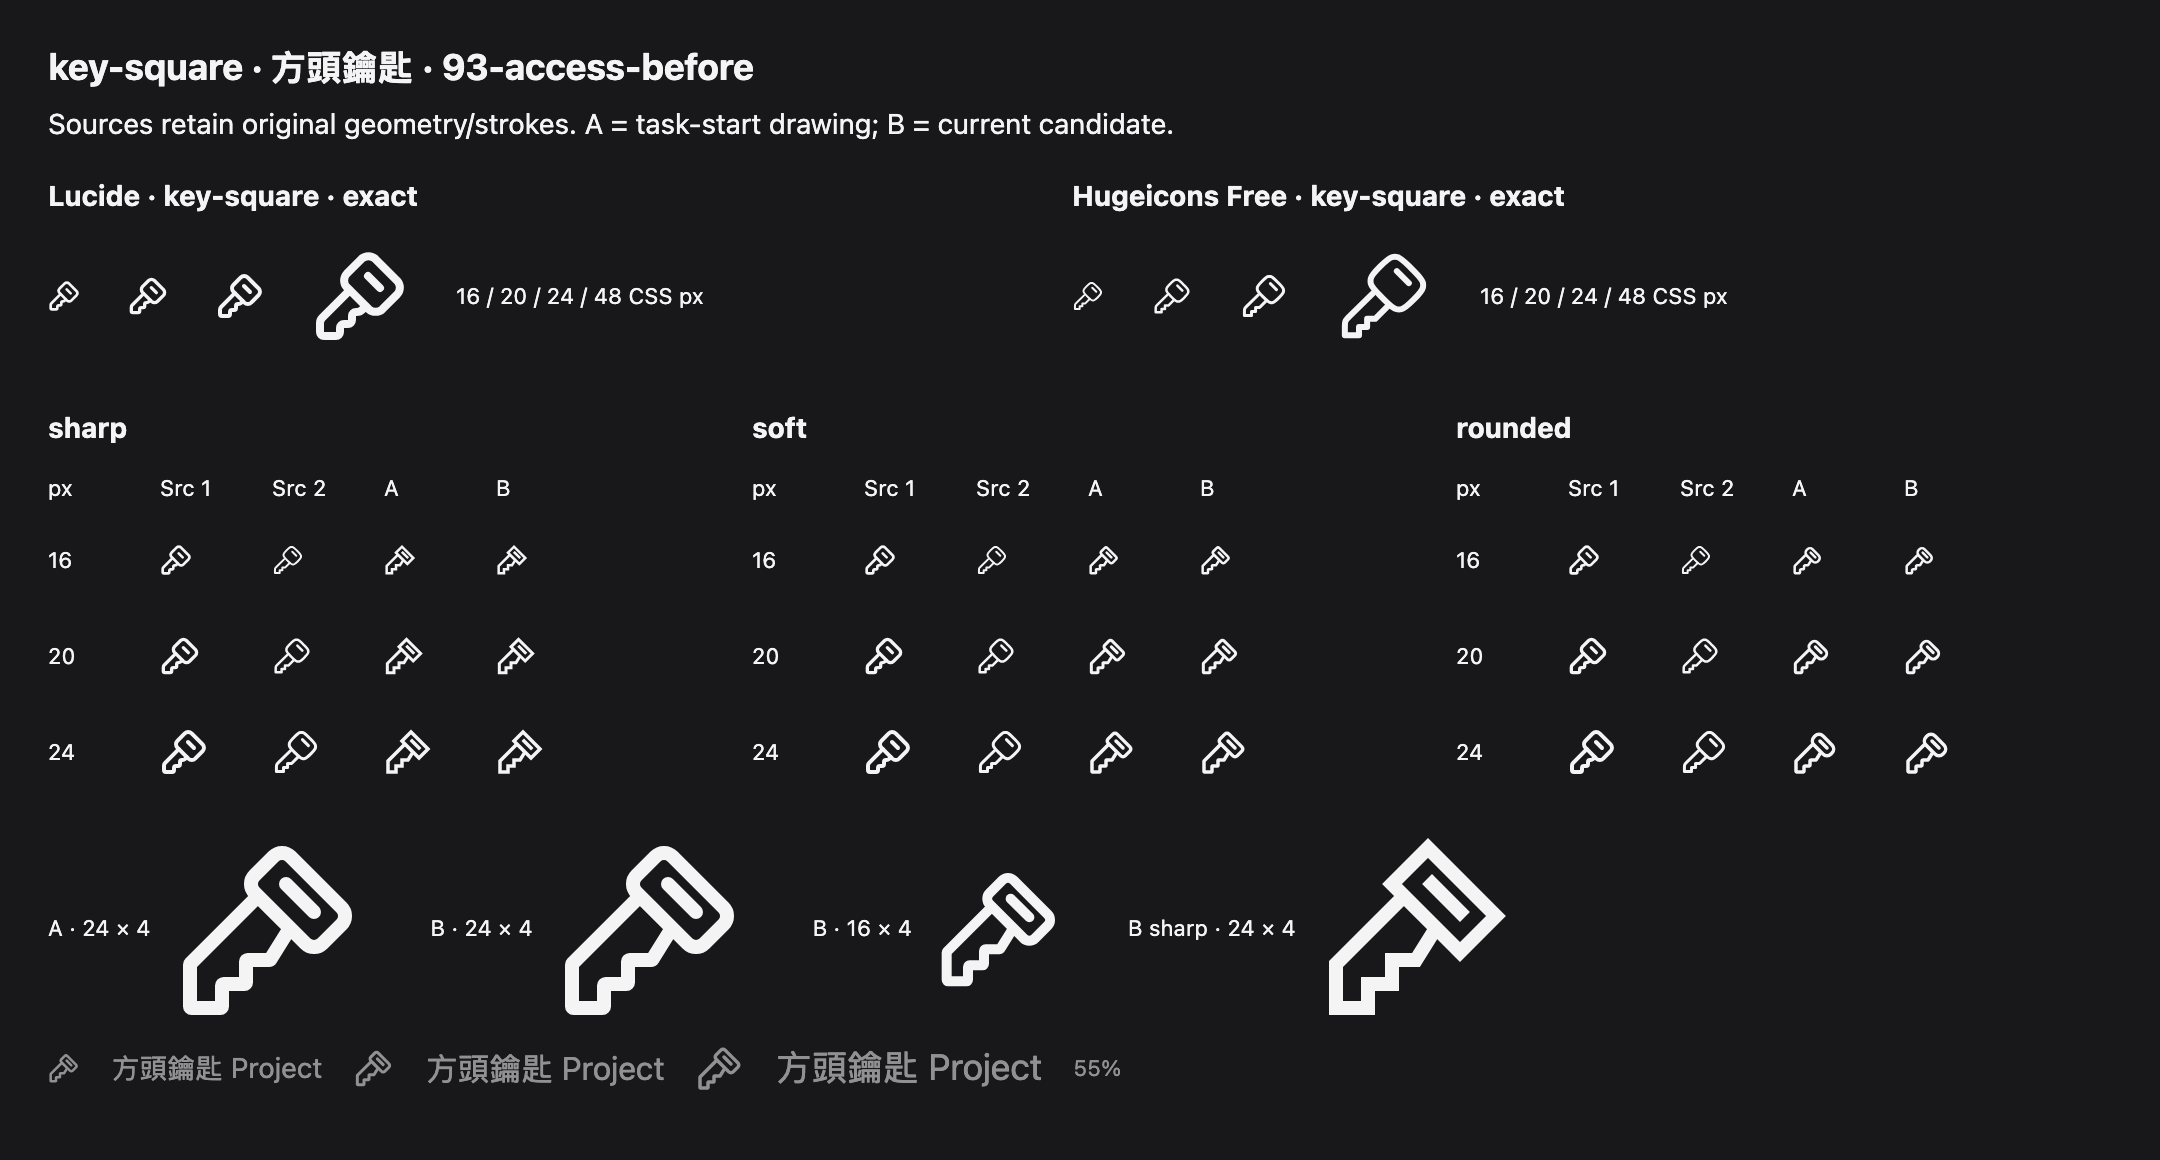 key-square · 方頭鑰匙 · 93-access-before
Sources retain original geometry/strokes. A = task-start drawing; B = current candidate.
Lucide · key-square · exact
16 / 20 / 24 / 48 CSS px
Hugeicons Free · key-square · exact
16 / 20 / 24 / 48 CSS px
sharp
px Src 1 Src 2 A B
16
20
24
soft
px Src 1 Src 2 A B
16
20
24
rounded
px Src 1 Src 2 A B
16
20
24
A · 24 × 4
B · 24 × 4
B · 16 × 4
B sharp · 24 × 4
方頭鑰匙 Project 方頭鑰匙 Project 方頭鑰匙 Project 55%